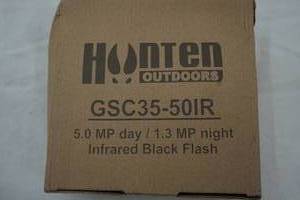 HUNTEN
OUTDOORS
GSC35-50IR
5.0 MP day / 1.3 MP night
Infrared Black Flash